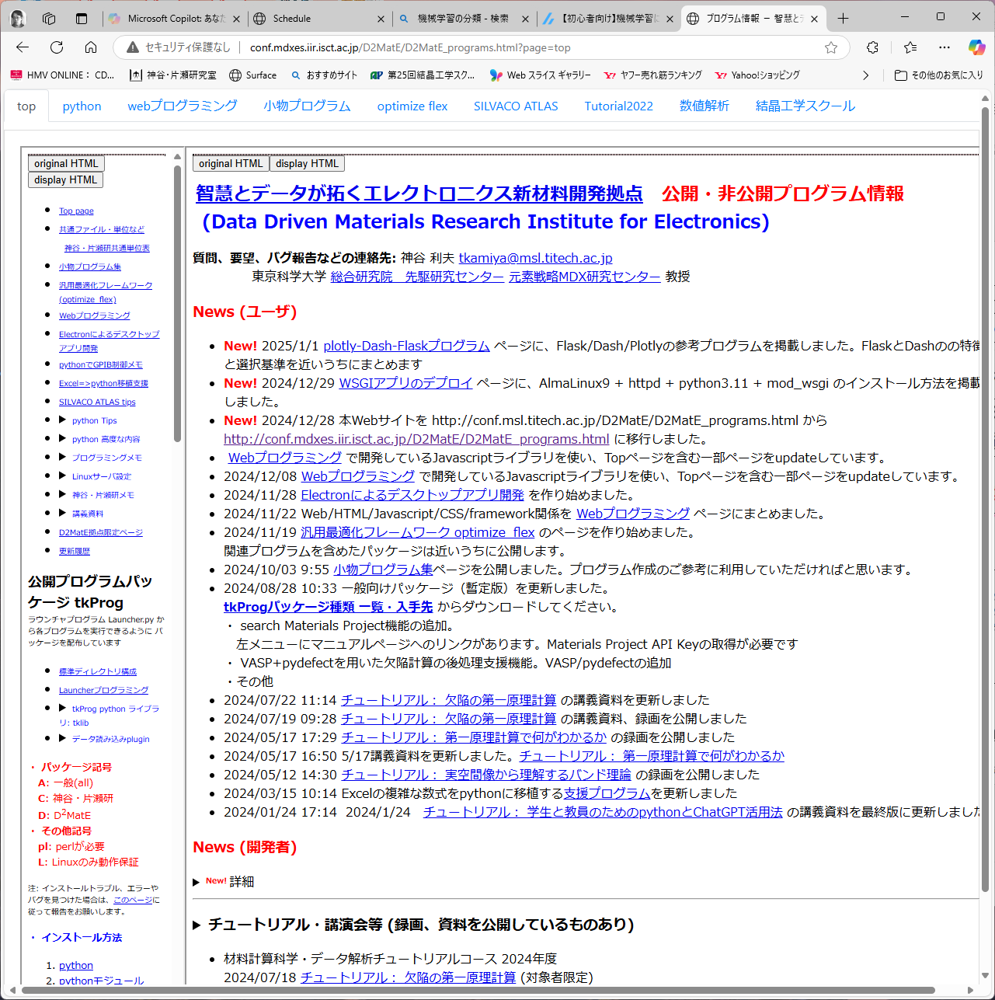 Microsoft Copilot: あなた
Schedule
機械学習の分類 - 検索
【初心者向け】機械学習に
プログラム情報 － 智慧とデ
セキュリティ保護なし
conf.mdxes.iir.isct.ac.jp/D2MatE/D2MatE_programs.html?page=top
HMV ONLINE： CD...
神谷・片瀬研究室
Surface
おすすめサイト
第25回結晶工学スク...
Web スライス ギャラリー
ヤフー売れ筋ランキング
Yahoo!ショッピング
その他のお気に入り
top
python
webプログラミング
小物プログラム
optimize flex
SILVACO ATLAS
Tutorial2022
数値解析
結晶工学スクール
original HTML
display HTML
Top page
共通ファイル・単位など
神谷・片瀬研共通単位表
小物プログラム集
汎用最適化フレームワーク
(optimize_flex)
Webプログラミング
Electronによるデスクトップ
アプリ開発
pythonでGPIB制御メモ
Excel=>python移植支援
SILVACO ATLAS tips
python Tips
python 高度な内容
プログラミングメモ
Linuxサーバ設定
神谷・片瀬研メモ
講義資料
D2MatE拠点限定ページ
更新履歴
公開プログラムパッ
ケージ tkProg
ラウンチャプログラム Launcher.py か
ら各プログラムを実行できるように パ
ッケージを配布しています
標準ディレクトリ構成
Launcherプログラミング
tkProg python ライブラ
リ: tklib
データ読み込みplugin
・ パッケージ記号
A: 一般(all)
C: 神谷・片瀬研
D: D2MatE
・ その他記号
pl: perlが必要
L: Linuxのみ動作保証
注: インストールトラブル、エラーや
バグを見つけた場合は、このページに
従って報告をお願いします。
・ インストール方法
1. python
2. pythonモジュール
original HTML display HTML
智慧とデータが拓くエレクトロニクス新材料開発拠点　公開・非公開プログラム情報
(Data Driven Materials Research Institute for Electronics)
質問、要望、バグ報告などの連絡先: 神谷 利夫 tkamiya@msl.titech.ac.jp
東京科学大学 総合研究院　先駆研究センター 元素戦略MDX研究センター 教授
News (ユーザ)
New! 2025/1/1 plotly-Dash-Flaskプログラム ページに、Flask/Dash/Plotlyの参考プログラムを掲載しました。FlaskとDashのの特徴
と選択基準を近いうちにまとめます
New! 2024/12/29 WSGIアプリのデプロイ ページに、AlmaLinux9 + httpd + python3.11 + mod_wsgi のインストール方法を掲載
しました。
New! 2024/12/28 本Webサイトを http://conf.msl.titech.ac.jp/D2MatE/D2MatE_programs.html から
http://conf.mdxes.iir.isct.ac.jp/D2MatE/D2MatE_programs.html に移行しました。
Webプログラミング で開発しているJavascriptライブラリを使い、Topページを含む一部ページをupdateしています。
2024/12/08 Webプログラミング で開発しているJavascriptライブラリを使い、Topページを含む一部ページをupdateしています。
2024/11/28 Electronによるデスクトップアプリ開発 を作り始めました。
2024/11/22 Web/HTML/Javascript/CSS/framework関係を Webプログラミング ページにまとめました。
2024/11/19 汎用最適化フレームワーク optimize_flex のページを作り始めました。
関連プログラムを含めたパッケージは近いうちに公開します。
2024/10/03 9:55 小物プログラム集ページを公開しました。プログラム作成のご参考に利用していただければと思います。
2024/08/28 10:33 一般向けパッケージ（暫定版）を更新しました。
tkProgパッケージ種類 一覧・入手先 からダウンロードしてください。
・ search Materials Project機能の追加。
左メニューにマニュアルページへのリンクがあります。Materials Project API Keyの取得が必要です
・ VASP+pydefectを用いた欠陥計算の後処理支援機能。VASP/pydefectの追加
・その他
2024/07/22 11:14 チュートリアル： 欠陥の第一原理計算 の講義資料を更新しました
2024/07/19 09:28 チュートリアル： 欠陥の第一原理計算 の講義資料、録画を公開しました
2024/05/17 17:29 チュートリアル： 第一原理計算で何がわかるか の録画を公開しました
2024/05/17 16:50 5/17講義資料を更新しました。チュートリアル： 第一原理計算で何がわかるか
2024/05/12 14:30 チュートリアル： 実空間像から理解するバンド理論 の録画を公開しました
2024/03/15 10:14 Excelの複雑な数式をpythonに移植する支援プログラムを更新しました
2024/01/24 17:14 2024/1/24 チュートリアル： 学生と教員のためのpythonとChatGPT活用法 の講義資料を最終版に更新しました
News (開発者)
New! 詳細
チュートリアル・講演会等 (録画、資料を公開しているものあり)
材料計算科学・データ解析チュートリアルコース 2024年度
2024/07/18 チュートリアル： 欠陥の第一原理計算 (対象者限定)